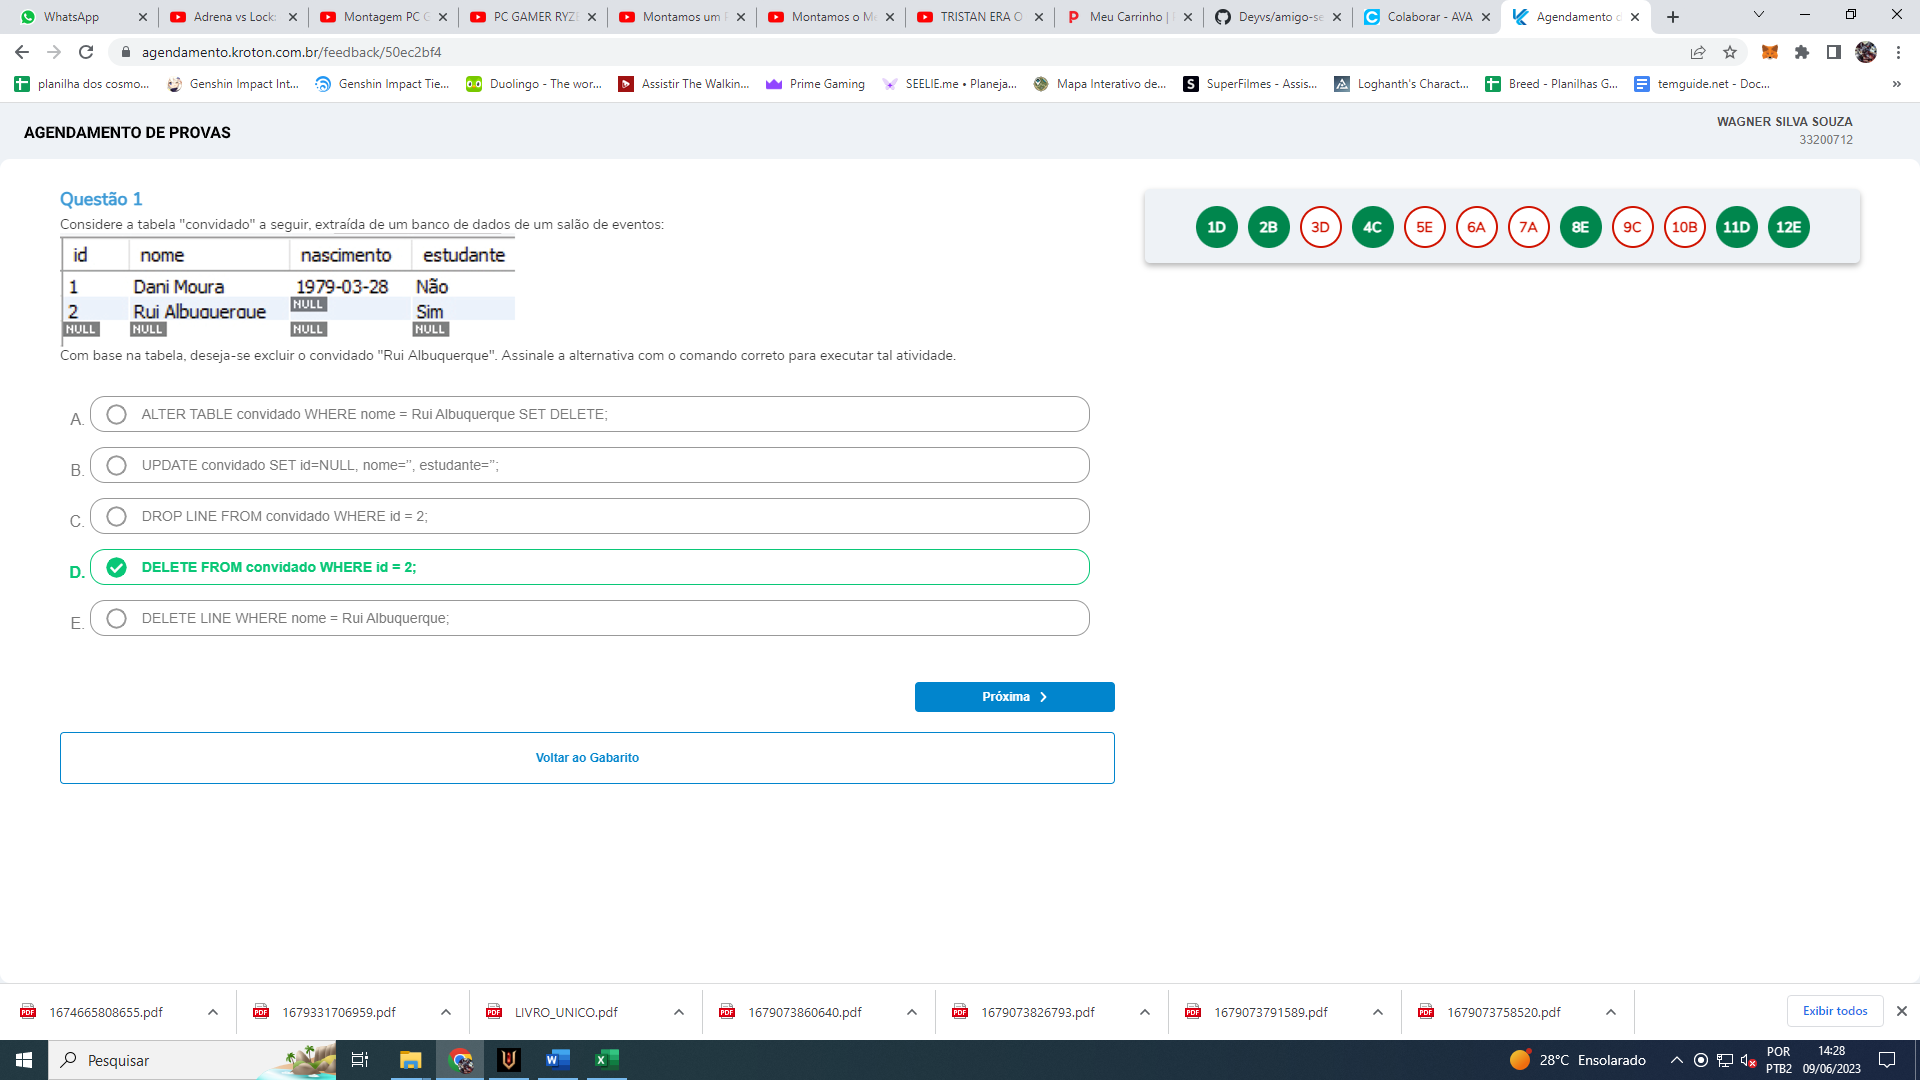 WhatsApp
Adrena vs Lock
Montagem PC G
PC GAMER RYZE
Montamos um
Montamos o Me
TRISTAN ERA O
Meu Carrinho |
Deyvs/amigo-se
Colaborar - AVA
Agendamento d
agendamento.kroton.com.br/feedback/50ec2bf4
planilha dos cosmo...
Genshin Impact Int...
Genshin Impact Tie...
Duolingo - The wor...
Assistir The Walkin...
Prime Gaming
SEELIE.me • Planeja...
Mapa Interativo de...
SuperFilmes - Assis...
Loghanth's Charact...
Breed - Planilhas G...
temguide.net - Doc...
AGENDAMENTO DE PROVAS
WAGNER SILVA SOUZA
33200712
Questão 1
Considere a tabela "convidado" a seguir, extraída de um banco de dados de um salão de eventos:
id nome nascimento estudante
1 Dani Moura 1979-03-28 Não
2 Rui Albuquerque NULL Sim
NULL NULL NULL NULL
Com base na tabela, deseja-se excluir o convidado "Rui Albuquerque". Assinale a alternativa com o comando correto para executar tal atividade.
A. ALTER TABLE convidado WHERE nome = Rui Albuquerque SET DELETE;
B. UPDATE convidado SET id=NULL, nome='', estudante='';
C. DROP LINE FROM convidado WHERE id = 2;
D. DELETE FROM convidado WHERE id = 2;
E. DELETE LINE WHERE nome = Rui Albuquerque;
1D 2B 3D 4C 5E 6A 7A 8E 9C 10B 11D 12E
Próxima
Voltar ao Gabarito
1674665808655.pdf
1679331706959.pdf
LIVRO_UNICO.pdf
1679073860640.pdf
1679073826793.pdf
1679073791589.pdf
1679073758520.pdf
Exibir todos
Pesquisar
28°C Ensolarado
POR
PTB2
14:28
09/06/2023